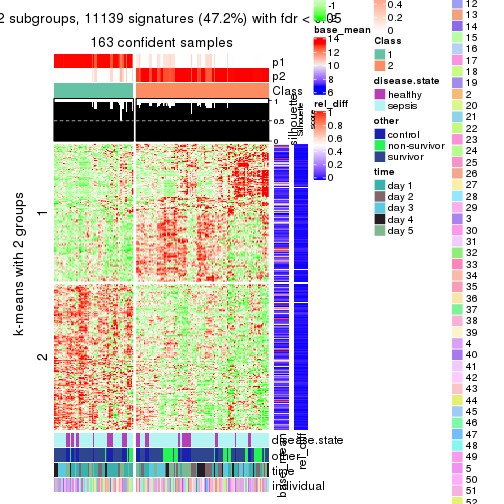 2 subgroups, 11139 signatures (47.2%) with fdr < 0.05
163 confident samples
p1
p2
Class
1
0.5
0
silhouette
Silhouette
score
k-means with 2 groups
1
2
disease.state
other
time
individual
base_mean
rel_diff
-1
-2
base_mean
14
12
10
8
6
rel_diff
1
0.8
0.6
0.4
0.2
0
0.4
0.2
0
Class
1
2
disease.state
healthy
sepsis
other
control
non-survivor
survivor
time
day 1
day 2
day 3
day 4
day 5
12
13
14
15
16
17
18
19
2
20
21
22
23
24
25
26
27
28
29
3
30
31
32
33
34
35
36
37
38
39
4
40
41
42
43
44
45
46
47
48
49
5
50
51
52